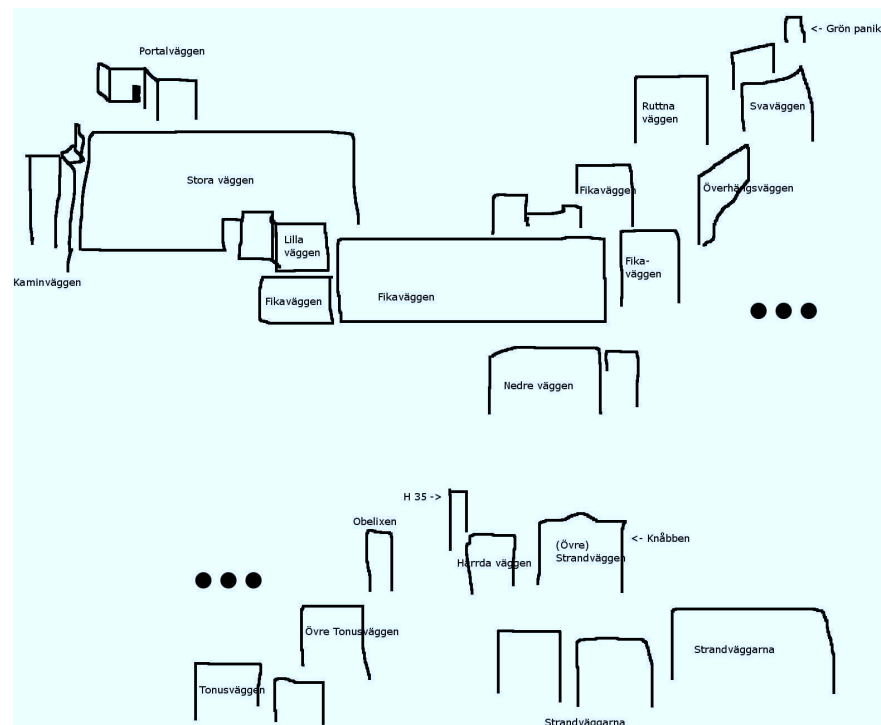 <- Grön panik
Portalväggen
Ruttna
väggen
Svaväggen
Stora väggen
Fikaväggen
Överhängsväggen
Lilla
väggen
Fika-
väggen
Kaminväggen
Fikaväggen
Fikaväggen
Nedre väggen
H 35 ->
Obelixen
(Övre)
Strandväggen
<- Knåbben
Hårda väggen
Övre Tonusväggen
Strandväggarna
Tonusväggen
Strandväggarna